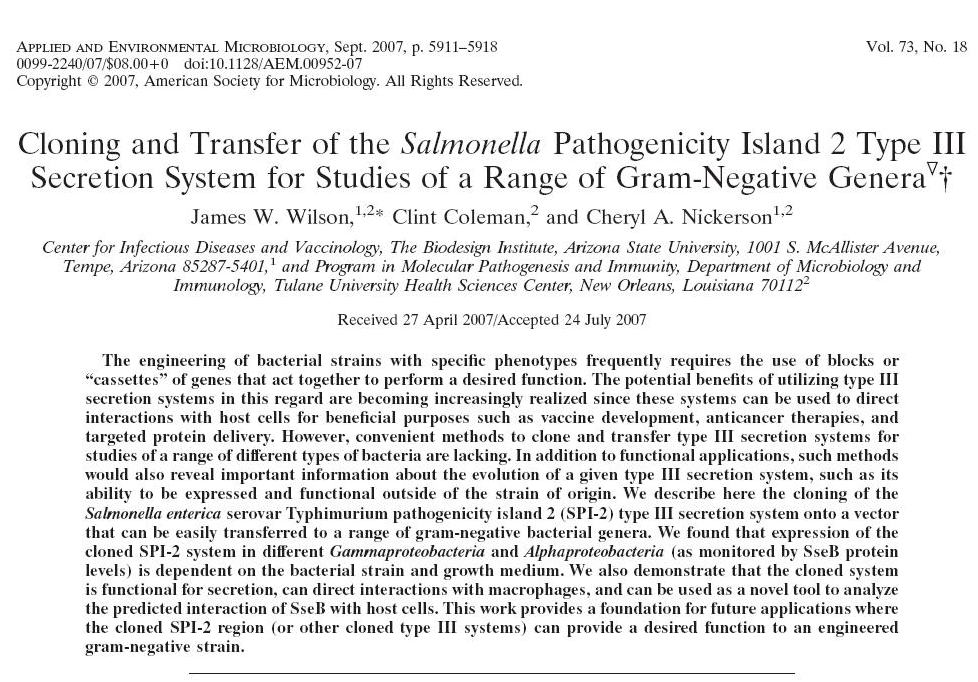 APPLIED AND ENVIRONMENTAL MICROBIOLOGY, Sept. 2007, p. 5911–5918 Vol. 73, No. 18
0099-2240/07/$08.00+0 doi:10.1128/AEM.00952-07
Copyright © 2007, American Society for Microbiology. All Rights Reserved.
Cloning and Transfer of the Salmonella Pathogenicity Island 2 Type III
Secretion System for Studies of a Range of Gram-Negative Genera∇†
James W. Wilson,1,2* Clint Coleman,2 and Cheryl A. Nickerson1,2
Center for Infectious Diseases and Vaccinology, The Biodesign Institute, Arizona State University, 1001 S. McAllister Avenue,
Tempe, Arizona 85287-5401,1 and Program in Molecular Pathogenesis and Immunity, Department of Microbiology and
Immunology, Tulane University Health Sciences Center, New Orleans, Louisiana 701122
Received 27 April 2007/Accepted 24 July 2007
The engineering of bacterial strains with specific phenotypes frequently requires the use of blocks or
“cassettes” of genes that act together to perform a desired function. The potential benefits of utilizing type III
secretion systems in this regard are becoming increasingly realized since these systems can be used to direct
interactions with host cells for beneficial purposes such as vaccine development, anticancer therapies, and
targeted protein delivery. However, convenient methods to clone and transfer type III secretion systems for
studies of a range of different types of bacteria are lacking. In addition to functional applications, such methods
would also reveal important information about the evolution of a given type III secretion system, such as its
ability to be expressed and functional outside of the strain of origin. We describe here the cloning of the
Salmonella enterica serovar Typhimurium pathogenicity island 2 (SPI-2) type III secretion system onto a vector
that can be easily transferred to a range of gram-negative bacterial genera. We found that expression of the
cloned SPI-2 system in different Gammaproteobacteria and Alphaproteobacteria (as monitored by SseB protein
levels) is dependent on the bacterial strain and growth medium. We also demonstrate that the cloned system
is functional for secretion, can direct interactions with macrophages, and can be used as a novel tool to analyze
the predicted interaction of SseB with host cells. This work provides a foundation for future applications where
the cloned SPI-2 region (or other cloned type III systems) can provide a desired function to an engineered
gram-negative strain.